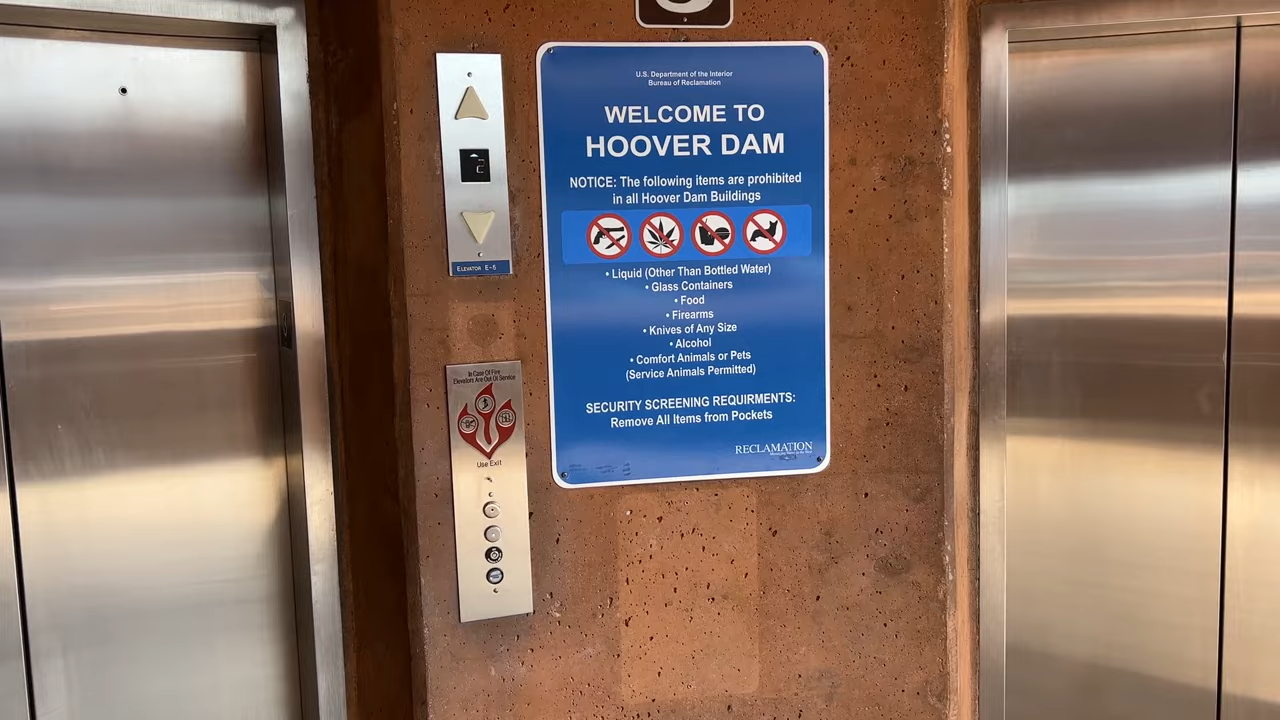 U.S. Department of the Interior
Bureau of Reclamation
WELCOME TO
HOOVER DAM
NOTICE: The following items are prohibited
in all Hoover Dam Buildings
• Liquid (Other Than Bottled Water)
• Glass Containers
• Food
• Firearms
• Knives of Any Size
• Alcohol
• Comfort Animals or Pets
(Service Animals Permitted)
SECURITY SCREENING REQUIRMENTS:
Remove All Items from Pockets
RECLAMATION
2
ELEVATOR E-5
In Case Of Fire
Elevators Are Out Of Service
Use Exit